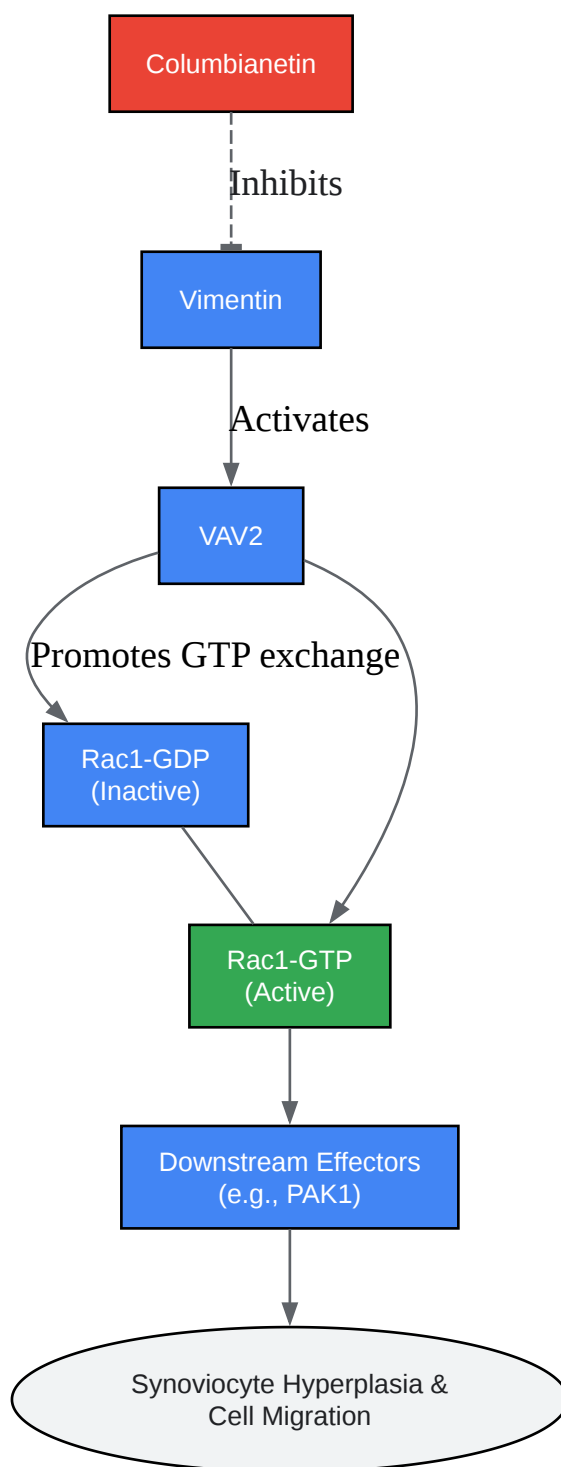 Columbianetin
Inhibits
Vimentin
Activates
VAV2
Promotes GTP exchange
Rac1-GDP
(Inactive)
Rac1-GTP
(Active)
Downstream Effectors
(e.g., PAK1)
Synoviocyte Hyperplasia &
Cell Migration